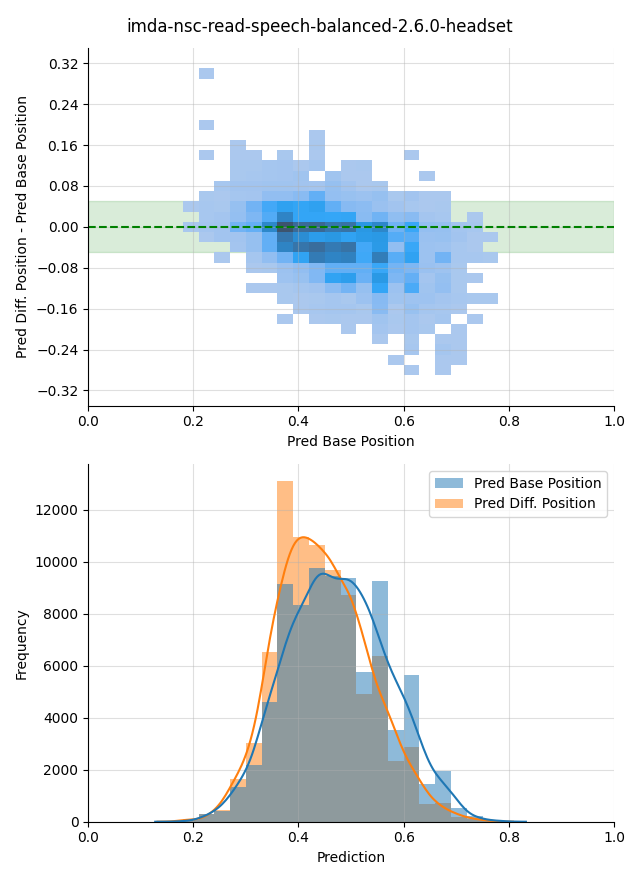 imda-nsc-read-speech-balanced-2.6.0-headset
Pred Diff. Position - Pred Base Position
0.32
0.24
0.16
0.08
0.00
−0.08
−0.16
−0.24
−0.32
0.0 0.2 0.4 0.6 0.8 1.0
Pred Base Position
Pred Base Position
Pred Diff. Position
Frequency
12000
10000
8000
6000
4000
2000
0
0.0 0.2 0.4 0.6 0.8 1.0
Prediction